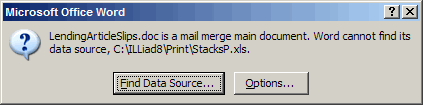 Microsoft Office Word
LendingArticleSlips.doc is a mail merge main document. Word cannot find its
data source, C:\ILLiad8\Print\StacksP.xls.
Find Data Source... Options...